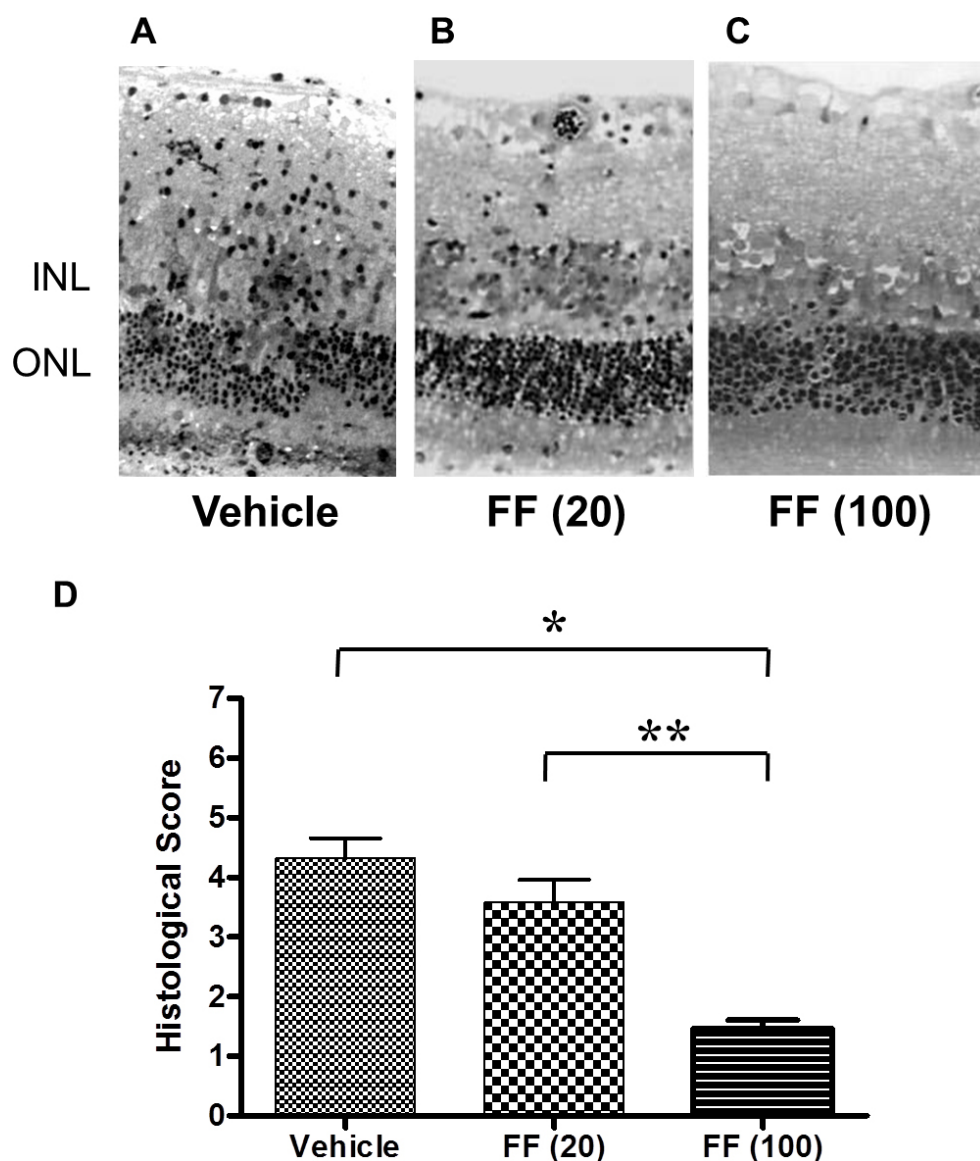 A B C
INL
ONL
Vehicle FF (20) FF (100)
D
*
**
7
6
5
4
3
2
1
0
Histological Score
Vehicle FF (20) FF (100)